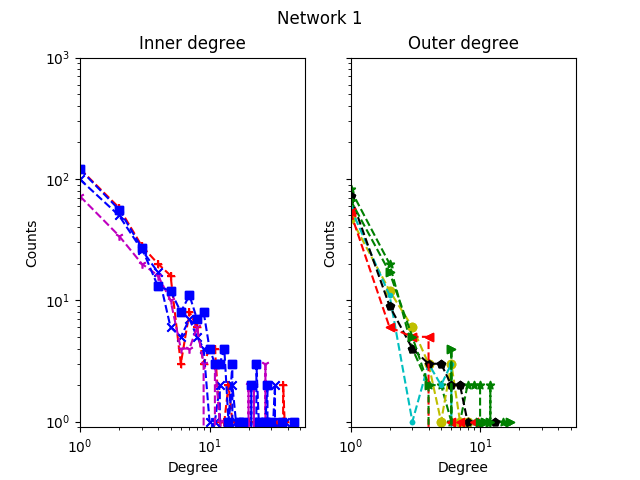 Network 1
Inner degree
Outer degree
10³
10²
10¹
10⁰
Counts
Counts
10⁰
10¹
10⁰
10¹
Degree
Degree